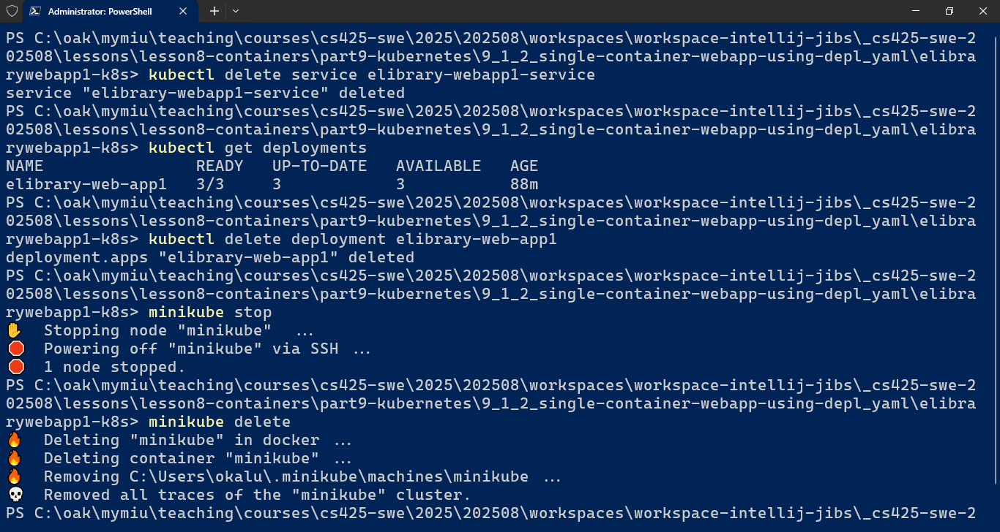 Administrator: PowerShell
PS C:\oak\mymiu\teaching\courses\cs425-swe\2025\202508\workspaces\workspace-intellij-jibs\_cs425-swe-2
02508\lessons\lesson8-containers\part9-kubernetes\9_1_2_single-container-webapp-using-depl_yaml\elibra
rywebapp1-k8s> kubectl delete service elibrary-webapp1-service
service "elibrary-webapp1-service" deleted
PS C:\oak\mymiu\teaching\courses\cs425-swe\2025\202508\workspaces\workspace-intellij-jibs\_cs425-swe-2
02508\lessons\lesson8-containers\part9-kubernetes\9_1_2_single-container-webapp-using-depl_yaml\elibra
rywebapp1-k8s> kubectl get deployments
NAME                READY   UP-TO-DATE   AVAILABLE   AGE
elibrary-web-app1   3/3     3            3           88m
PS C:\oak\mymiu\teaching\courses\cs425-swe\2025\202508\workspaces\workspace-intellij-jibs\_cs425-swe-2
02508\lessons\lesson8-containers\part9-kubernetes\9_1_2_single-container-webapp-using-depl_yaml\elibra
rywebapp1-k8s> kubectl delete deployment elibrary-web-app1
deployment.apps "elibrary-web-app1" deleted
PS C:\oak\mymiu\teaching\courses\cs425-swe\2025\202508\workspaces\workspace-intellij-jibs\_cs425-swe-2
02508\lessons\lesson8-containers\part9-kubernetes\9_1_2_single-container-webapp-using-depl_yaml\elibra
rywebapp1-k8s> minikube stop
✋  Stopping node "minikube"  ...
🛑  Powering off "minikube" via SSH ...
🛑  1 node stopped.
PS C:\oak\mymiu\teaching\courses\cs425-swe\2025\202508\workspaces\workspace-intellij-jibs\_cs425-swe-2
02508\lessons\lesson8-containers\part9-kubernetes\9_1_2_single-container-webapp-using-depl_yaml\elibra
rywebapp1-k8s> minikube delete
🔥  Deleting "minikube" in docker ...
🔥  Deleting container "minikube" ...
🔥  Removing C:\Users\okalu\.minikube\machines\minikube ...
💀  Removed all traces of the "minikube" cluster.
PS C:\oak\mymiu\teaching\courses\cs425-swe\2025\202508\workspaces\workspace-intellij-jibs\_cs425-swe-2